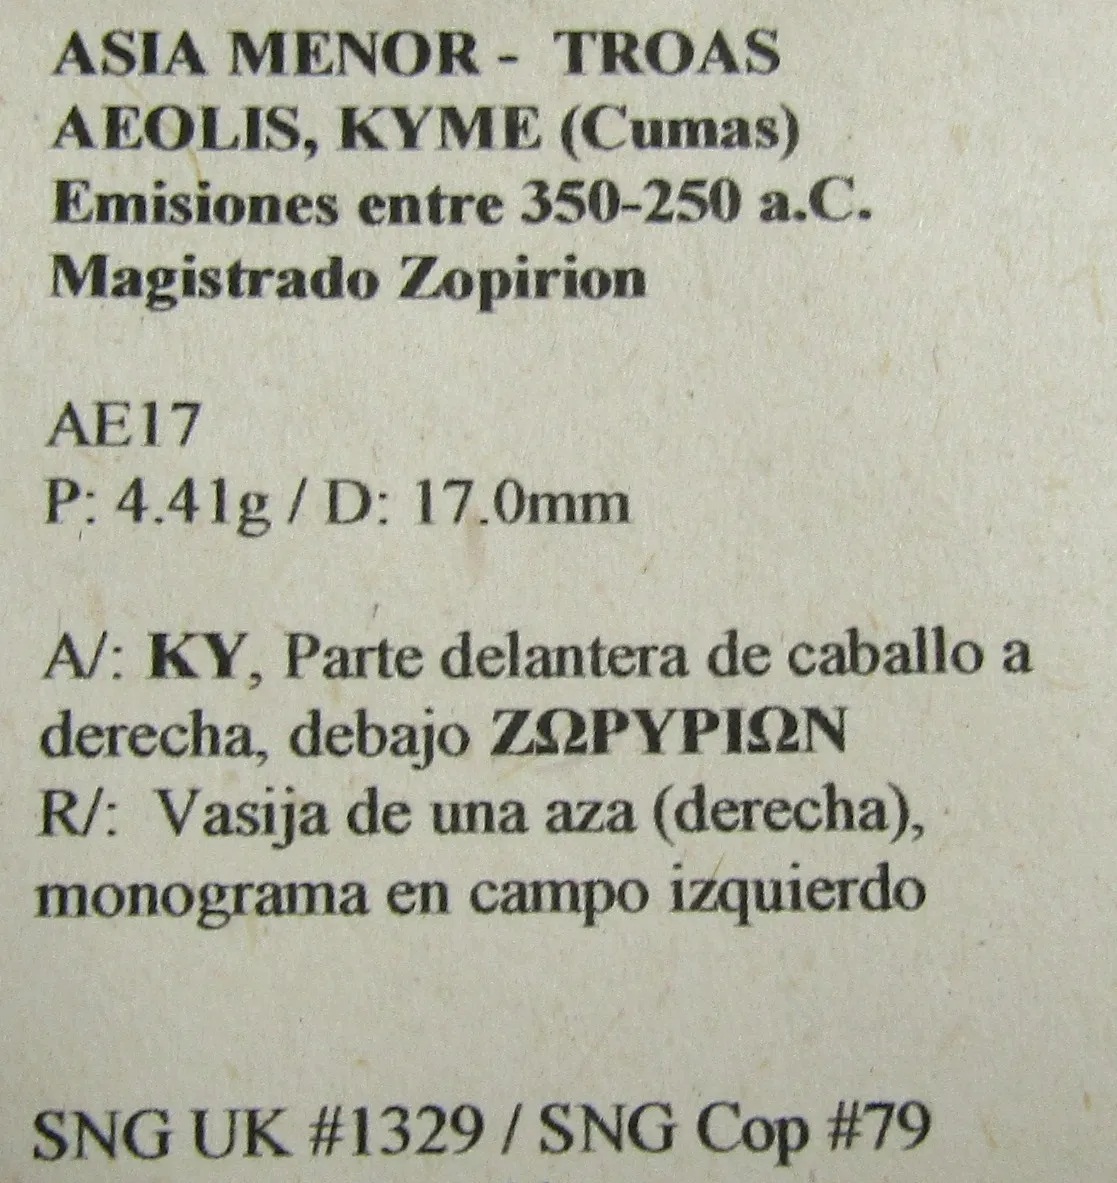 ASIA MENOR - TROAS
AEOLIS, KYME (Cumas)
Emisiones entre 350-250 a.C.
Magistrado Zopirion
AE17
P: 4.41g / D: 17.0mm
A/: KY, Parte delantera de caballo a
derecha, debajo ΖΩΡΥΡΙΩΝ
R/: Vasija de una aza (derecha),
monograma en campo izquierdo
SNG UK #1329 / SNG Cop #79